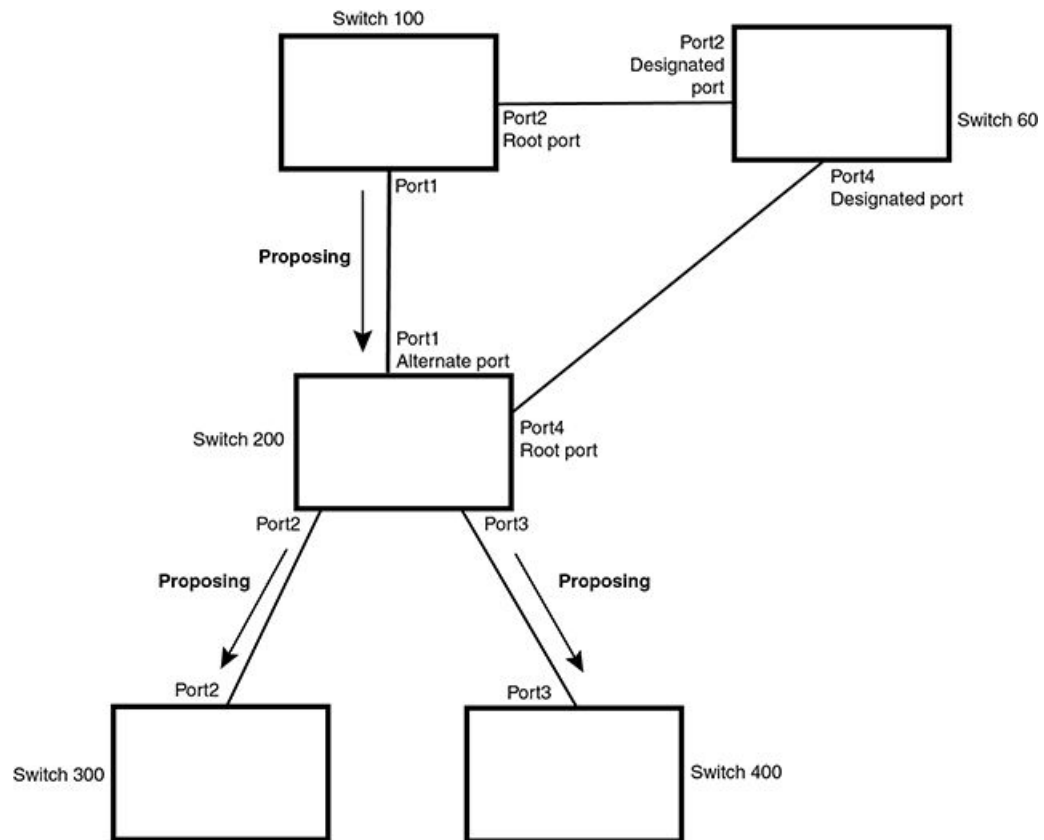 Switch 100
Port2
Designated
port
Switch 60
Port2
Root port
Port1
Port4
Designated port
Proposing
Port1
Alternate port
Switch 200
Port4
Root port
Port2
Port3
Proposing
Proposing
Port2
Port3
Switch 300
Switch 400